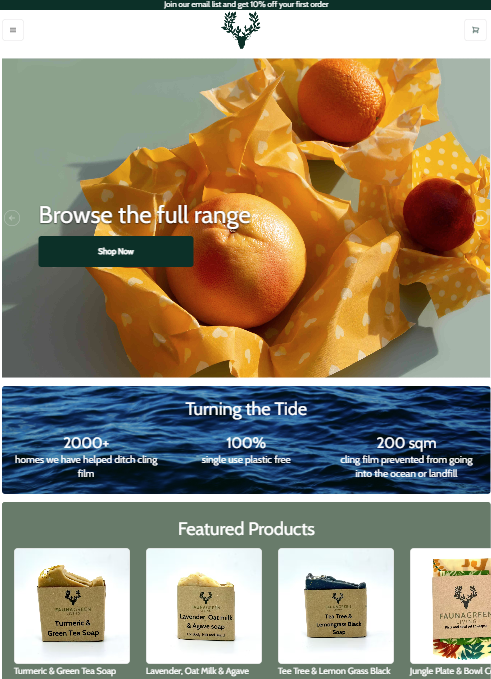 Join our email list and get 10% off your first order
Browse the full range
Shop Now
Turning the Tide
2000+
homes we have helped ditch cling
film
100%
single use plastic free
200 sqm
cling film prevented from going
into the ocean or landfill
Featured Products
FAUNAGREEN
Turmeric &
Green Tea Soap
FAUNAGREEN
Lavender, Oat milk
& Agave soap
FAUNAGREEN
Tea Tree &
Lemongrass Black
Soap
FAUNAGREEN
Turmeric & Green Tea Soap
Lavender, Oat Milk & Agave
Tee Tree & Lemon Grass Black
Jungle Plate & Bowl C